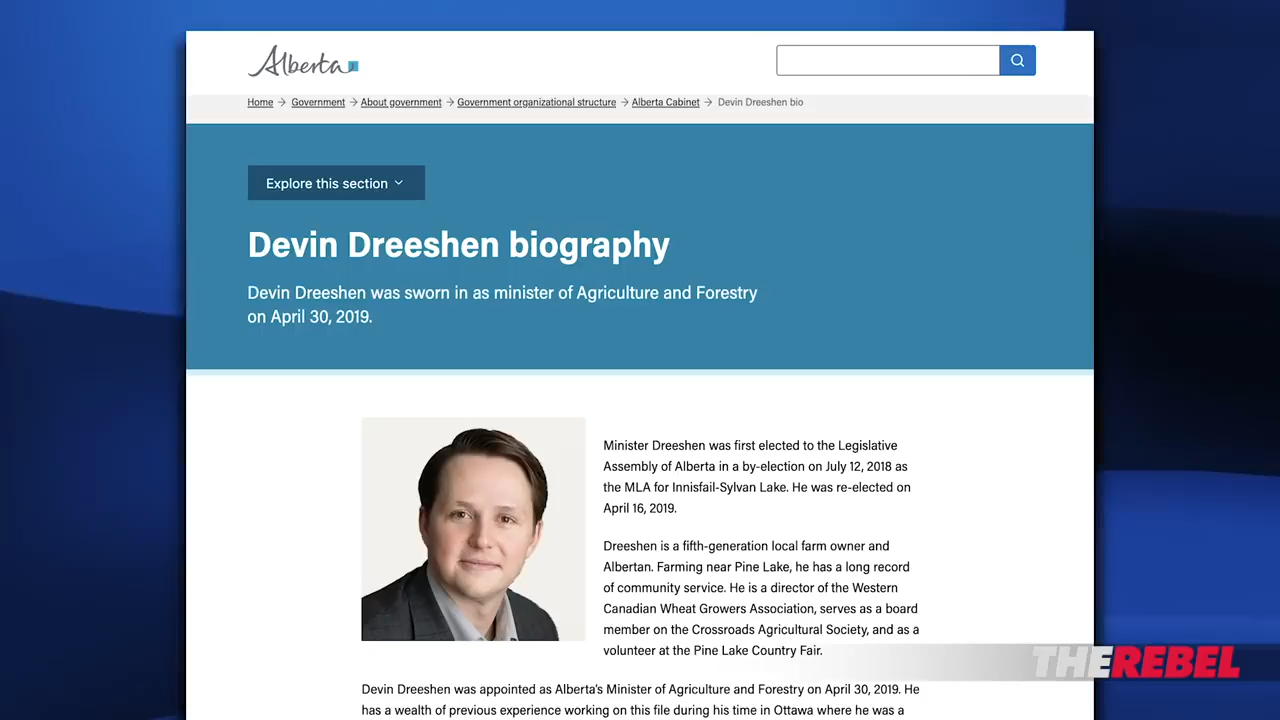 Alberta
Home → Government → About government → Government organizational structure → Alberta Cabinet → Devin Dreeshen bio
Explore this section
Devin Dreeshen biography
Devin Dreeshen was sworn in as minister of Agriculture and Forestry
on April 30, 2019.
Minister Dreeshen was first elected to the Legislative
Assembly of Alberta in a by-election on July 12, 2018 as
the MLA for Innisfail-Sylvan Lake. He was re-elected on
April 16, 2019.
Dreeshen is a fifth-generation local farm owner and
Albertan. Farming near Pine Lake, he has a long record
of community service. He is a director of the Western
Canadian Wheat Growers Association, serves as a board
member on the Crossroads Agricultural Society, and as a
volunteer at the Pine Lake Country Fair.
THEREBEL
Devin Dreeshen was appointed as Alberta's Minister of Agriculture and Forestry on April 30, 2019. He
has a wealth of previous experience working on this file during his time in Ottawa where he was a